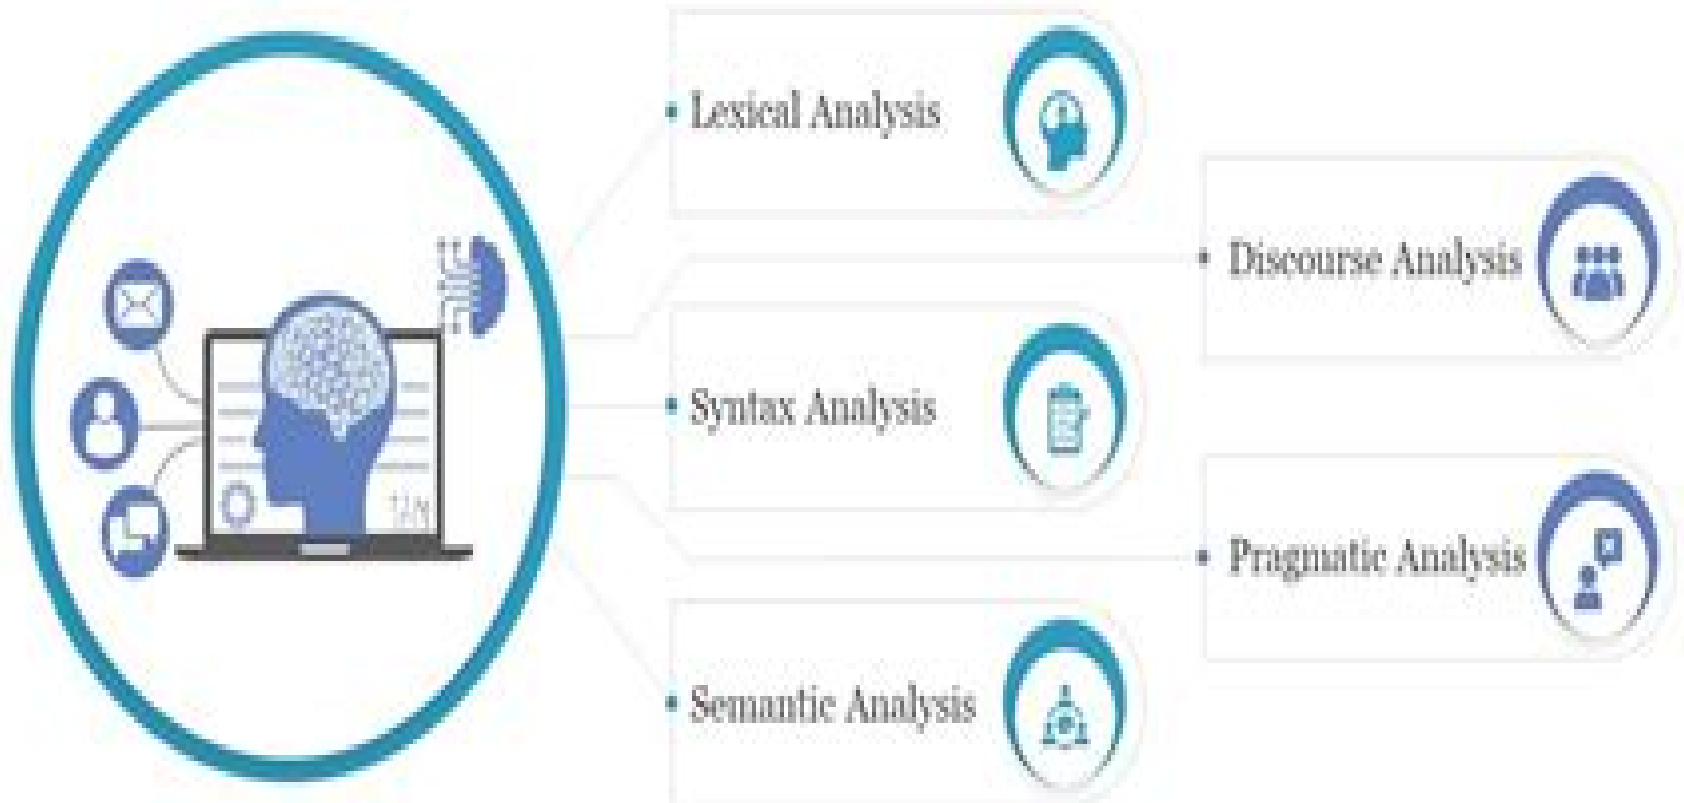 Lexical Analysis
Discourse Analysis
Syntax Analysis
Pragmatic Analysis
Semantic Analysis